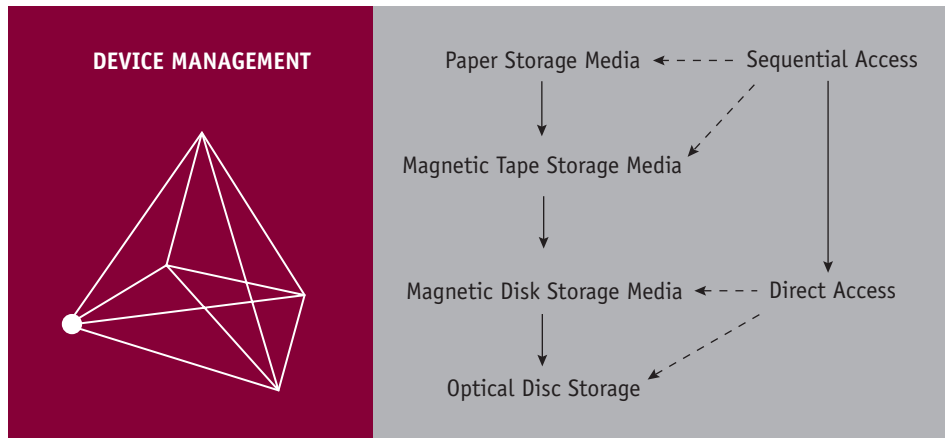 DEVICE MANAGEMENT
Paper Storage Media
Sequential Access
Magnetic Tape Storage Media
Magnetic Disk Storage Media
Direct Access
Optical Disc Storage